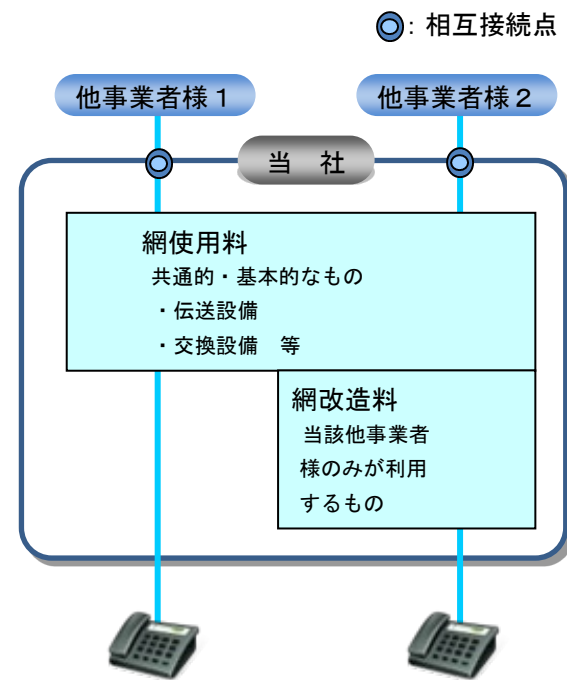 ◎：相互接続点
他事業者様１
他事業者様２
当　社
網使用料
共通的・基本的なもの
・伝送設備
・交換設備　等
網改造料
当該他事業者
様のみが利用
するもの